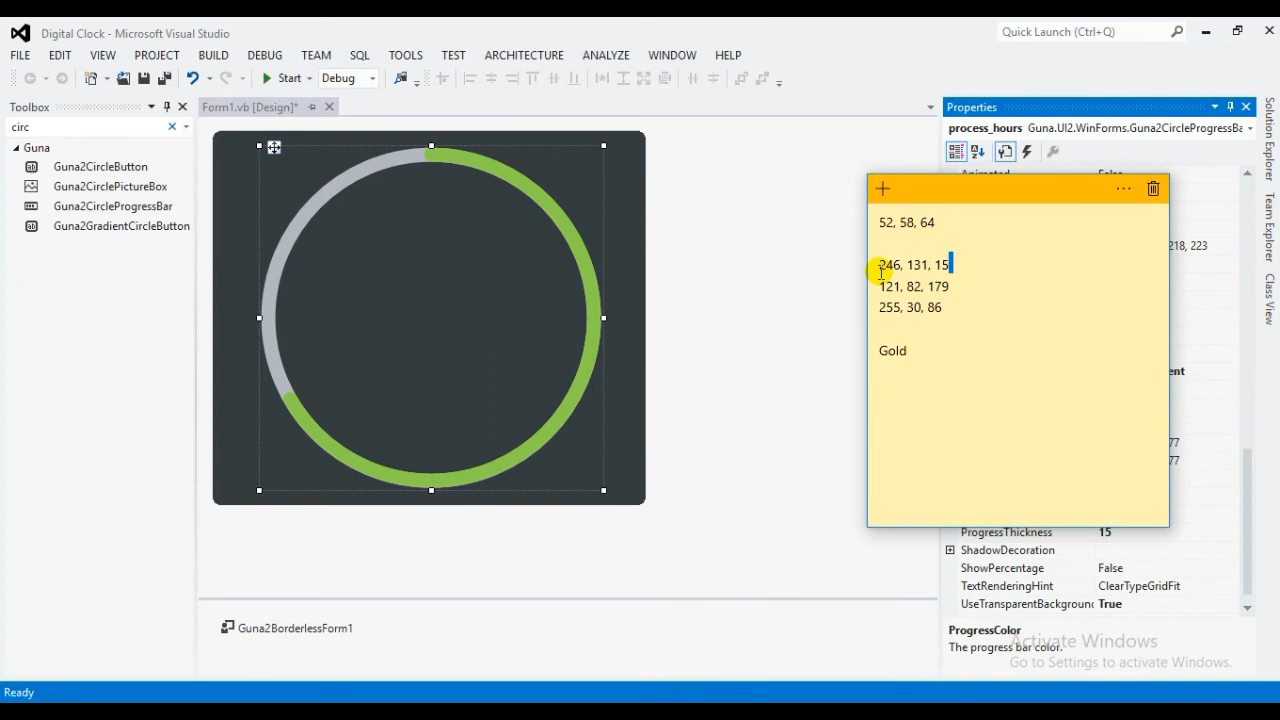 Digital Clock - Microsoft Visual Studio
Quick Launch (Ctrl+Q)
FILE EDIT VIEW PROJECT BUILD DEBUG TEAM SQL TOOLS TEST ARCHITECTURE ANALYZE WINDOW HELP
Start Debug
Toolbox
circ
Guna
Guna2CircleButton
Guna2CirclePictureBox
Guna2CircleProgressBar
Guna2GradientCircleButton
Form1.vb [Design]*
Guna2BorderlessForm1
52, 58, 64
246, 131, 15
121, 82, 179
255, 30, 86
Gold
Properties
process_hours Guna.UI2.WinForms.Guna2CircleProgressBa
218, 223
ProgressThickness 15
ShadowDecoration
ShowPercentage False
TextRenderingHint ClearTypeGridFit
UseTransparentBackground True
ProgressColor
The progress bar color.
Activate Windows
Go to Settings to activate Windows.
Solution Explorer
Team Explorer
Class View
Ready